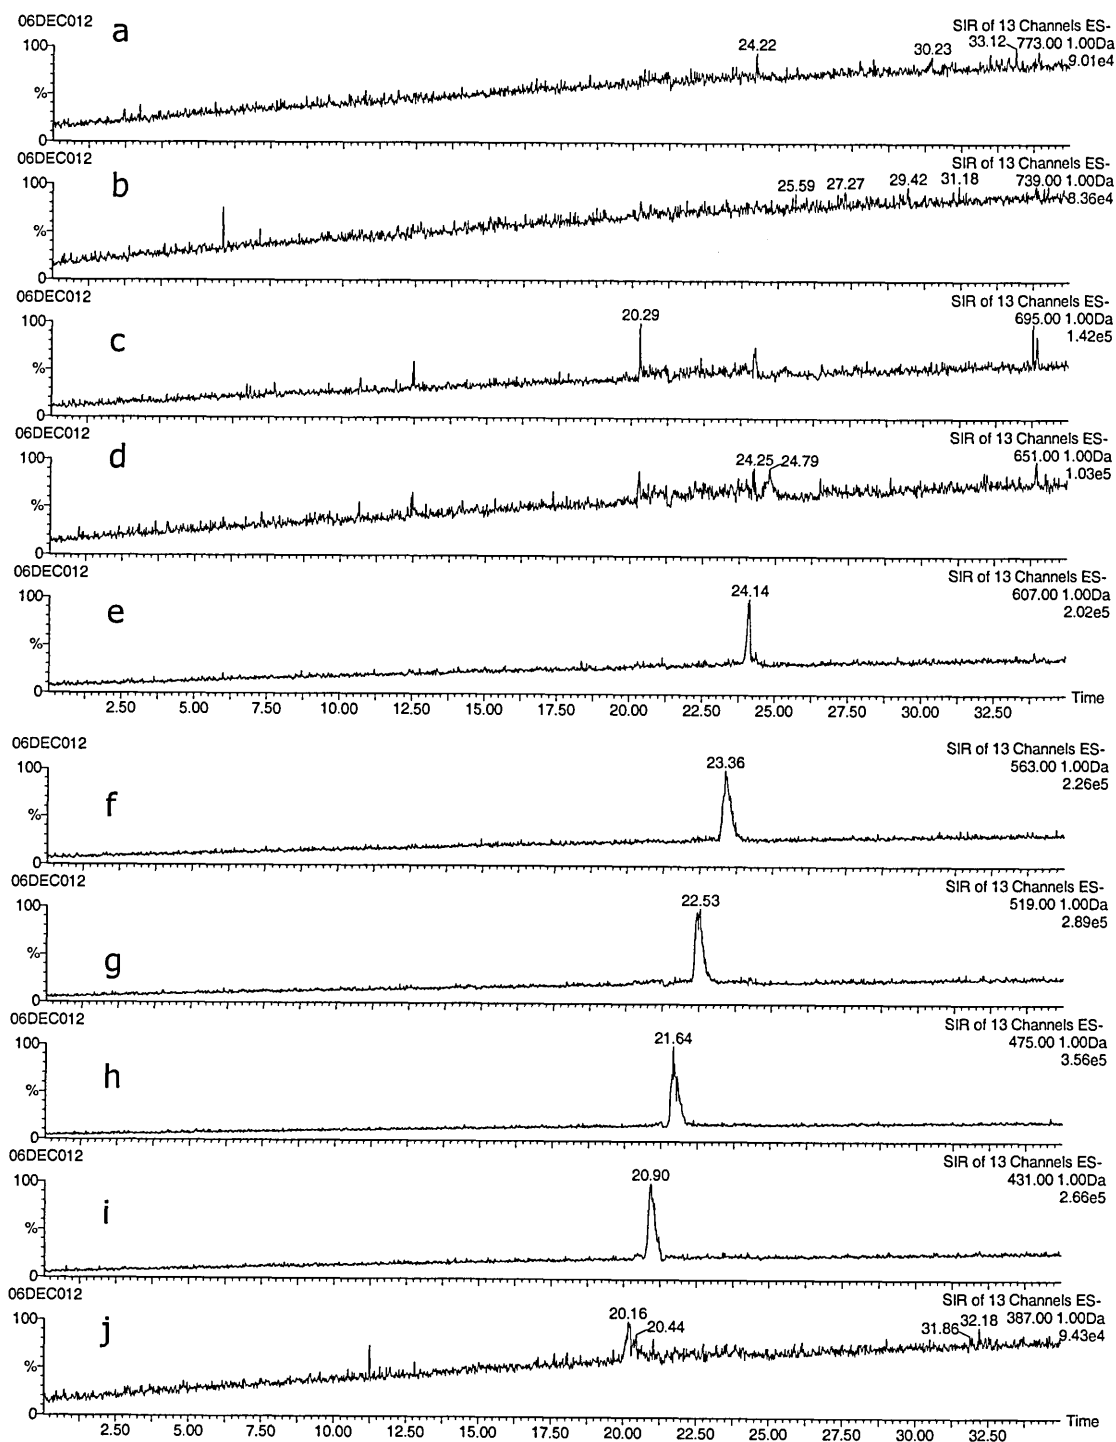 06DEC012
a
SIR of 13 Channels ES-
773.00 1.00Da
9.01e4
100
%
0
24.22
30.23
33.12
06DEC012
b
SIR of 13 Channels ES-
739.00 1.00Da
8.36e4
100
%
0
25.59 27.27 29.42 31.18
06DEC012
c
SIR of 13 Channels ES-
695.00 1.00Da
1.42e5
100
%
0
20.29
06DEC012
d
SIR of 13 Channels ES-
651.00 1.00Da
1.03e5
100
%
0
24.25 24.79
06DEC012
e
SIR of 13 Channels ES-
607.00 1.00Da
2.02e5
100
%
0
24.14
Time
2.50 5.00 7.50 10.00 12.50 15.00 17.50 20.00 22.50 25.00 27.50 30.00 32.50
06DEC012
f
SIR of 13 Channels ES-
563.00 1.00Da
2.26e5
100
%
0
23.36
06DEC012
g
SIR of 13 Channels ES-
519.00 1.00Da
2.89e5
100
%
0
22.53
06DEC012
h
SIR of 13 Channels ES-
475.00 1.00Da
3.56e5
100
%
0
21.64
06DEC012
i
SIR of 13 Channels ES-
431.00 1.00Da
2.66e5
100
%
0
20.90
06DEC012
j
SIR of 13 Channels ES-
387.00 1.00Da
9.43e4
100
%
0
20.16
20.44
31.86
32.18
Time
2.50 5.00 7.50 10.00 12.50 15.00 17.50 20.00 22.50 25.00 27.50 30.00 32.50